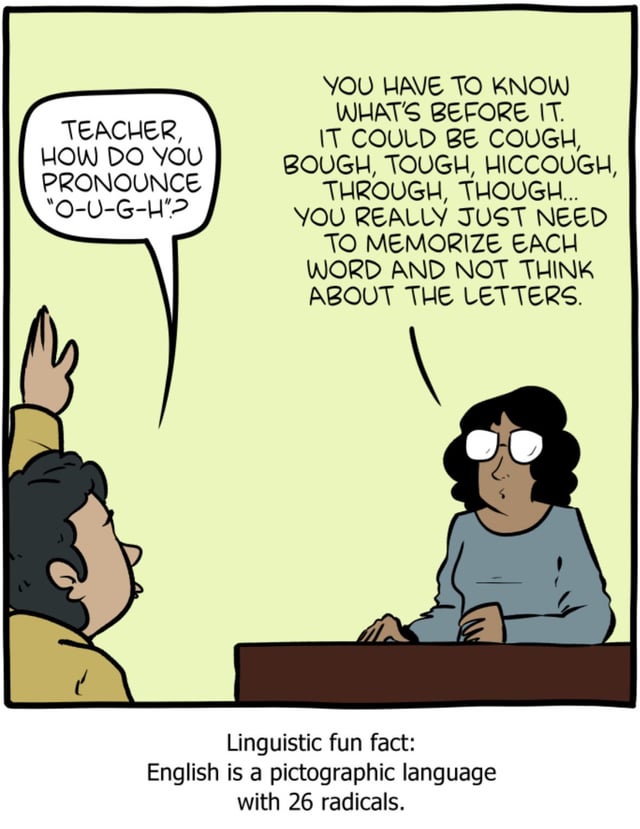 TEACHER,
HOW DO YOU
PRONOUNCE
"O-U-G-H"?
YOU HAVE TO KNOW
WHAT'S BEFORE IT.
IT COULD BE COUGH,
BOUGH, TOUGH, HICCOUGH,
THROUGH, THOUGH...
YOU REALLY JUST NEED
TO MEMORIZE EACH
WORD AND NOT THINK
ABOUT THE LETTERS.
Linguistic fun fact:
English is a pictographic language
with 26 radicals.